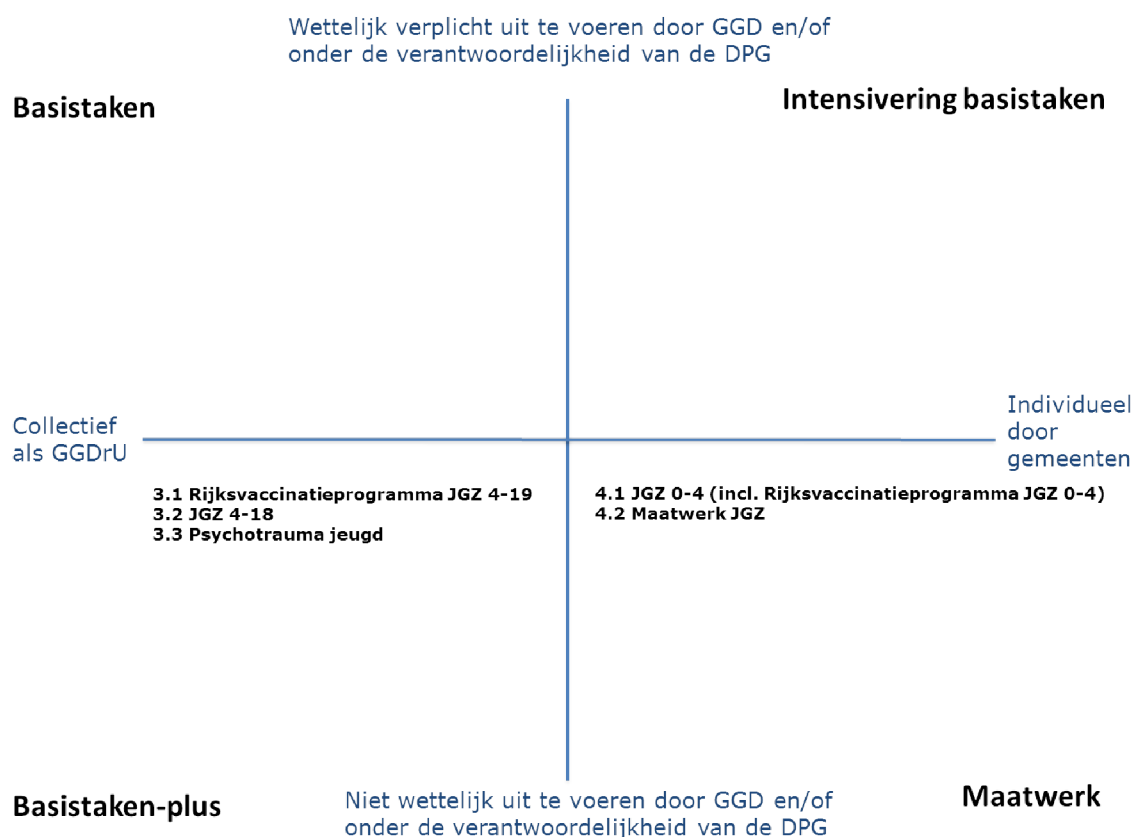 Wettelijk verplicht uit te voeren door GGD en/of
onder de verantwoordelijkheid van de DPG
Basistaken
Intensivering basistaken
Collectief
als GGDrU
Individueel
door
gemeenten
3.1 Rijksvaccinatieprogramma JGZ 4-19
3.2 JGZ 4-18
3.3 Psychotrauma jeugd
4.1 JGZ 0-4 (incl. Rijksvaccinatieprogramma JGZ 0-4)
4.2 Maatwerk JGZ
Basistaken-plus
Niet wettelijk uit te voeren door GGD en/of
onder de verantwoordelijkheid van de DPG
Maatwerk